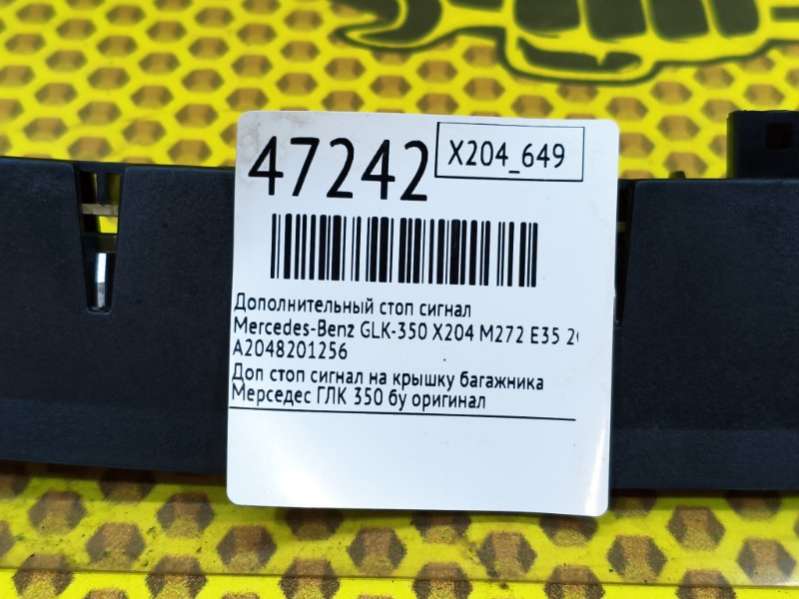 47242
X204_649
Дополнительный стоп сигнал
Mercedes-Benz GLK-350 X204 M272 E35
A2048201256
Доп стоп сигнал на крышку багажника
Мерседес ГЛК 350 бу оригинал